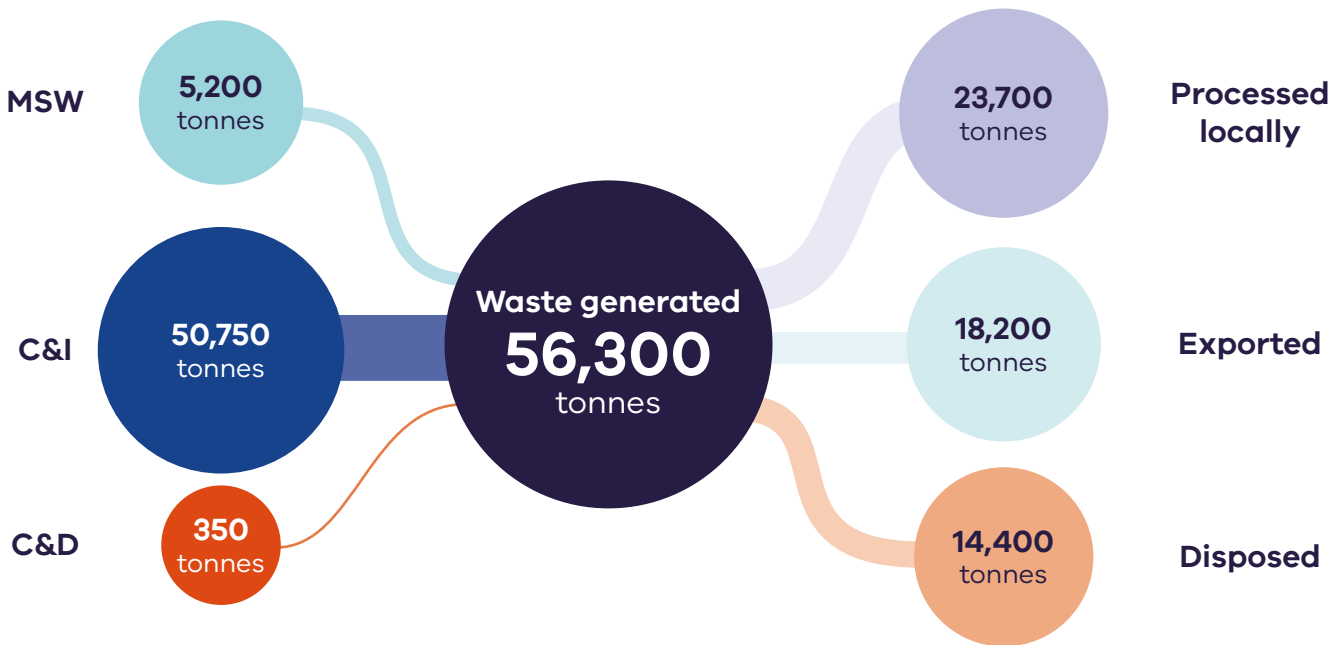 MSW
5,200
tonnes
C&I
50,750
tonnes
C&D
350
tonnes
Waste generated
56,300
tonnes
23,700
tonnes
Processed
locally
18,200
tonnes
Exported
14,400
tonnes
Disposed